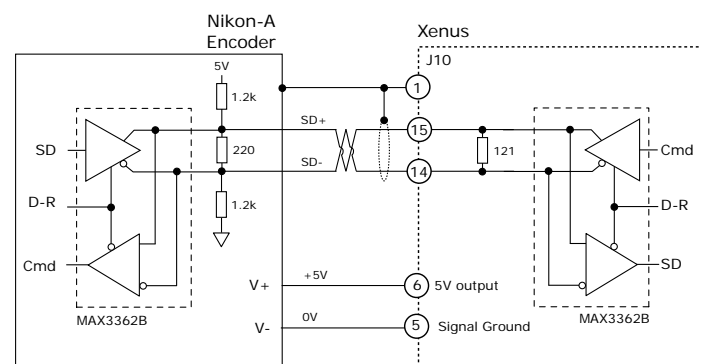 Nikon-A
Encoder
Xenus
J10
5V
1.2k
SD+
1
15
SD
220
SD-
121
Cmd
14
D-R
1.2k
D-R
Cmd
SD
V+
+5V
6
5V output
MAX3362B
V-
0V
5
Signal Ground
MAX3362B